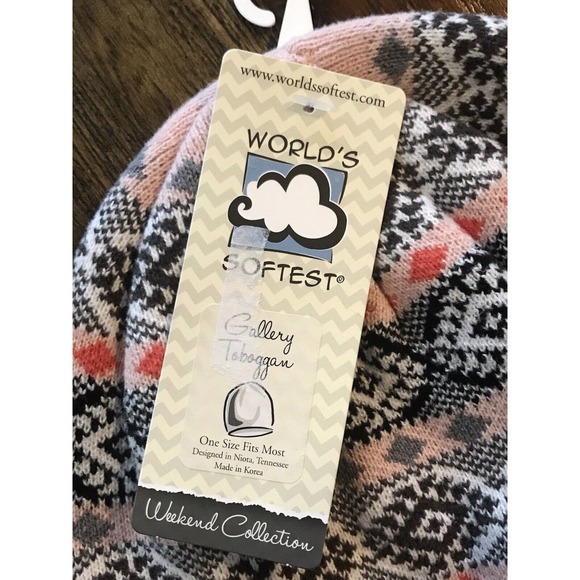 www.worldssoftest.com
WORLD'S
SOFTEST®
Gallery
Toboggan
One Size Fits Most
Designed in Niota, Tennessee
Made in Korea
Weekend Collection